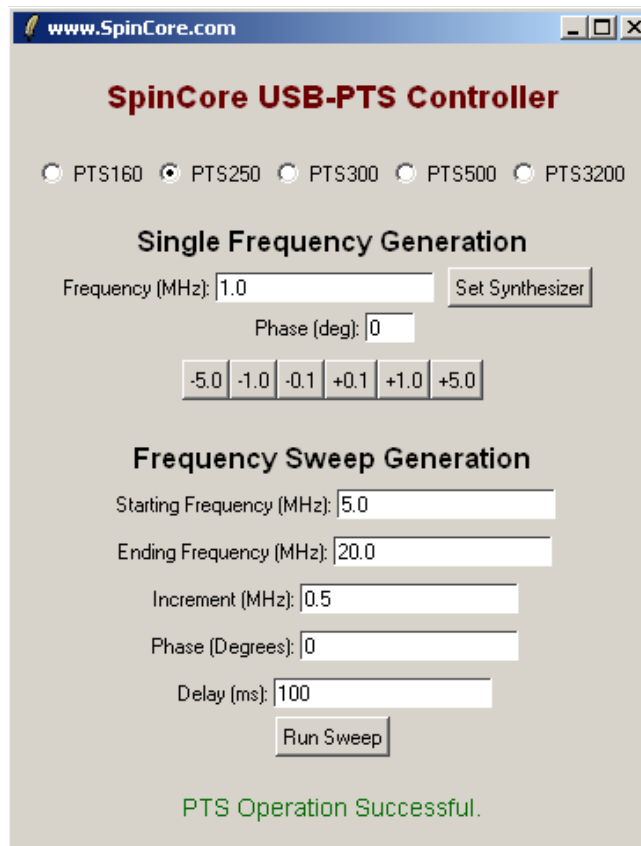 www.SpinCore.com
SpinCore USB-PTS Controller
PTS160 PTS250 PTS300 PTS500 PTS3200
Single Frequency Generation
Frequency (MHz): 1.0 Set Synthesizer
Phase (deg): 0
-5.0 -1.0 -0.1 +0.1 +1.0 +5.0
Frequency Sweep Generation
Starting Frequency (MHz): 5.0
Ending Frequency (MHz): 20.0
Increment (MHz): 0.5
Phase (Degrees): 0
Delay (ms): 100
Run Sweep
PTS Operation Successful.